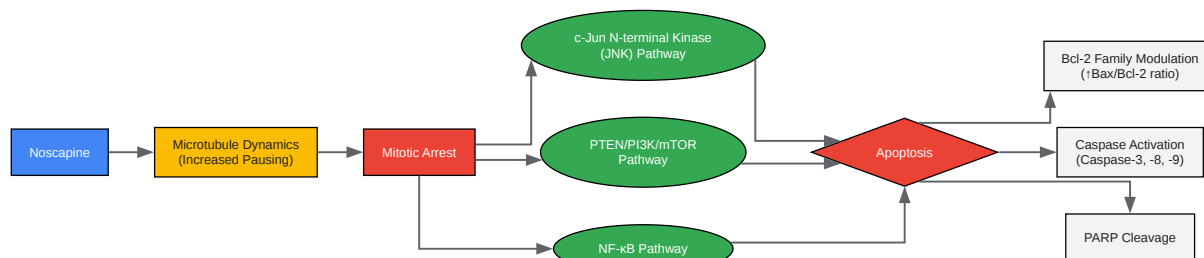 Noscapine
Microtubule Dynamics
(Increased Pausing)
Mitotic Arrest
c-Jun N-terminal Kinase
(JNK) Pathway
PTEN/PI3K/mTOR
Pathway
NF-κB Pathway
Apoptosis
Bcl-2 Family Modulation
(↑Bax/Bcl-2 ratio)
Caspase Activation
(Caspase-3, -8, -9)
PARP Cleavage